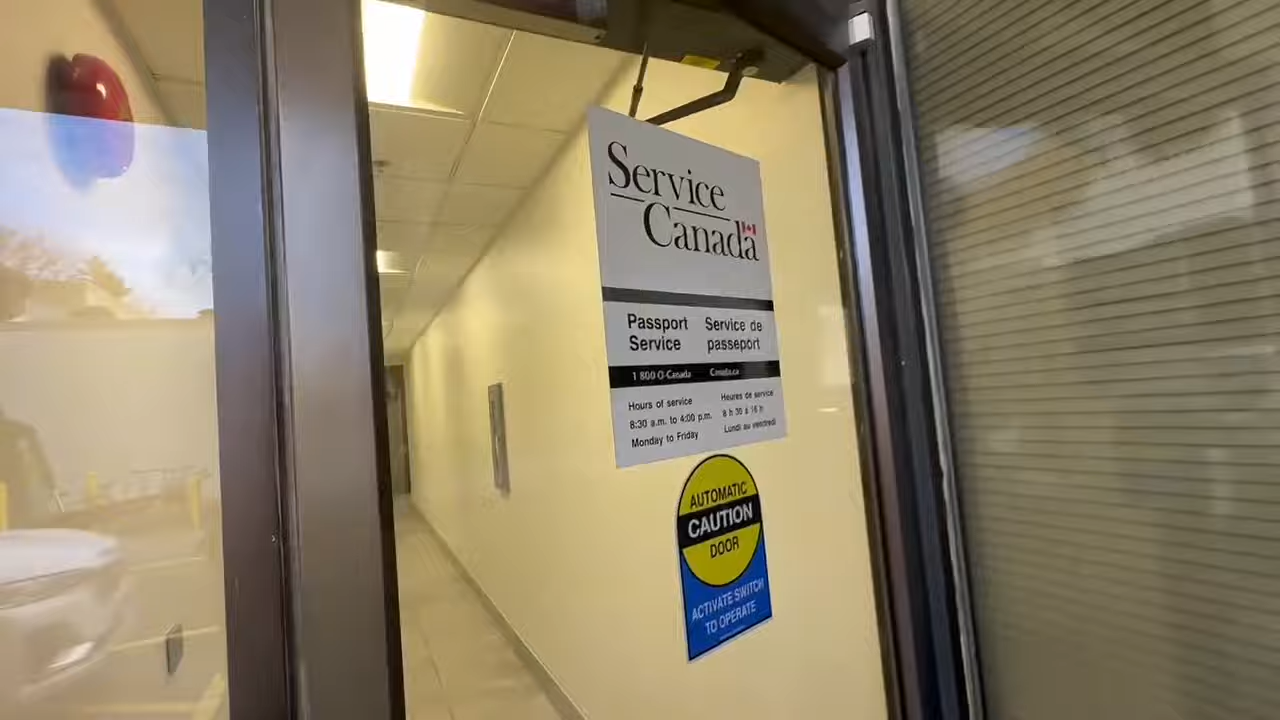 Service
Canada
Passport
Service
Service de
passeport
1 800 O-Canada
Canada.ca
Hours of service
8:30 a.m. to 4:00 p.m.
Monday to Friday
Heures de service
8 h 30 à 16 h
Lundi au vendredi
AUTOMATIC
CAUTION
DOOR
ACTIVATE SWITCH
TO OPERATE